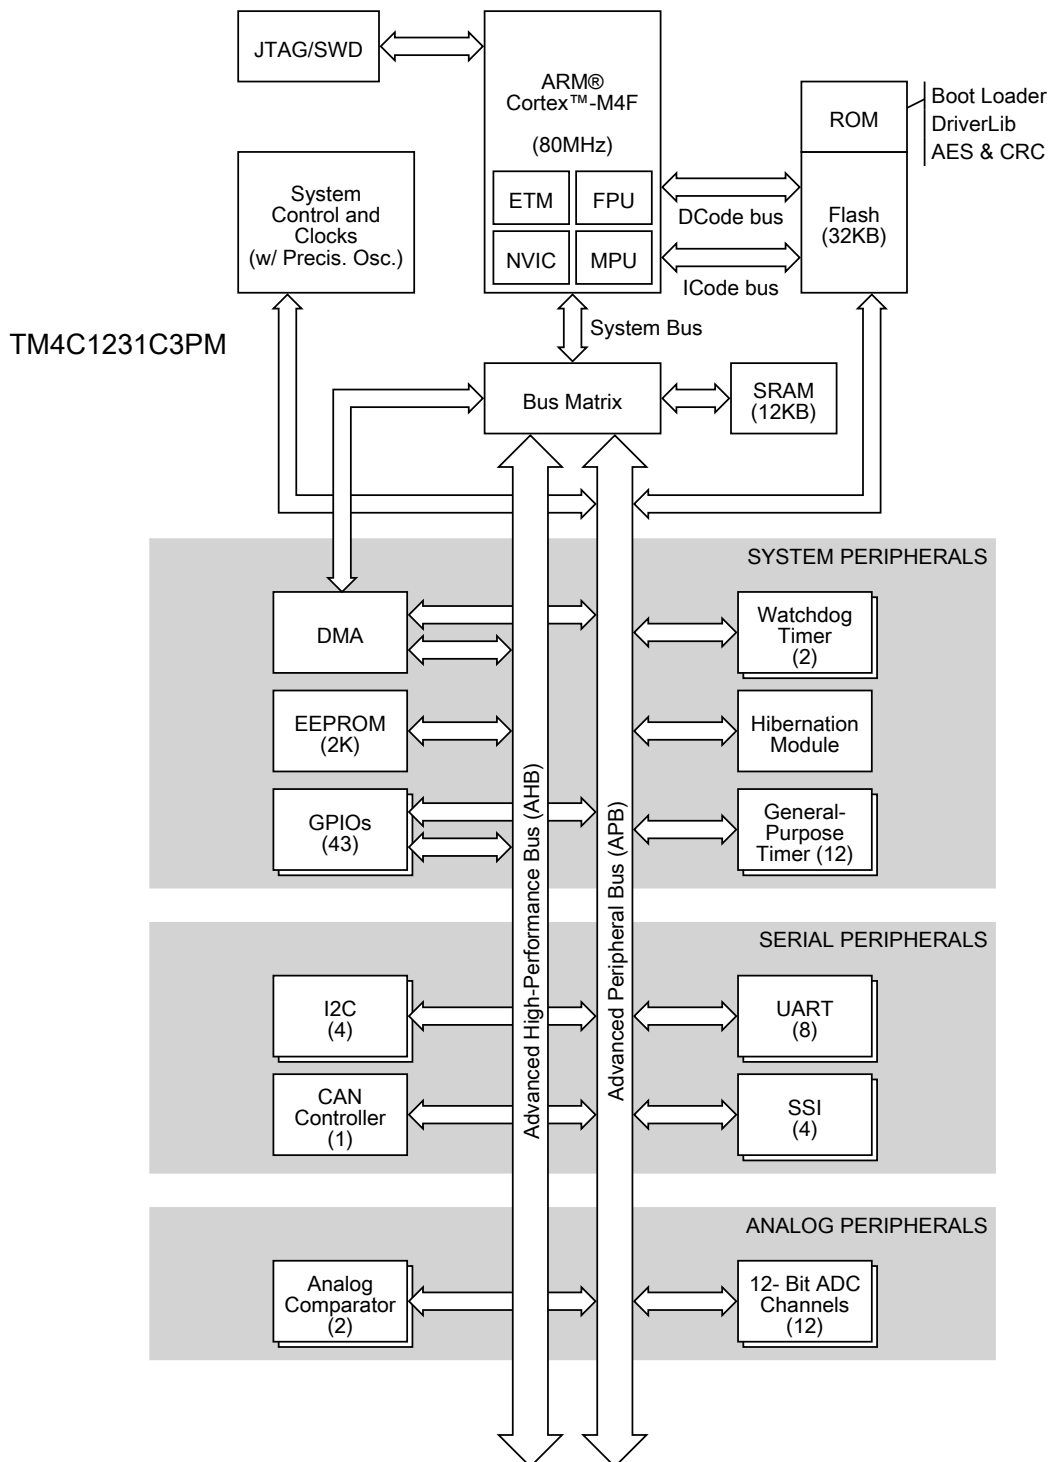 JTAG/SWD
ARM®
Cortex™-M4F
(80MHz)
ETM
FPU
NVIC
MPU
ROM
Boot Loader
DriverLib
AES & CRC
Flash
(32KB)
DCode bus
ICode bus
System
Control and
Clocks
(w/ Precis. Osc.)
TM4C1231C3PM
System Bus
Bus Matrix
SRAM
(12KB)
SYSTEM PERIPHERALS
DMA
Watchdog
Timer
(2)
EEPROM
(2K)
Hibernation
Module
GPIOs
(43)
General-
Purpose
Timer (12)
Advanced High-Performance Bus (AHB)
Advanced Peripheral Bus (APB)
SERIAL PERIPHERALS
I2C
(4)
UART
(8)
CAN
Controller
(1)
SSI
(4)
ANALOG PERIPHERALS
Analog
Comparator
(2)
12- Bit ADC
Channels
(12)